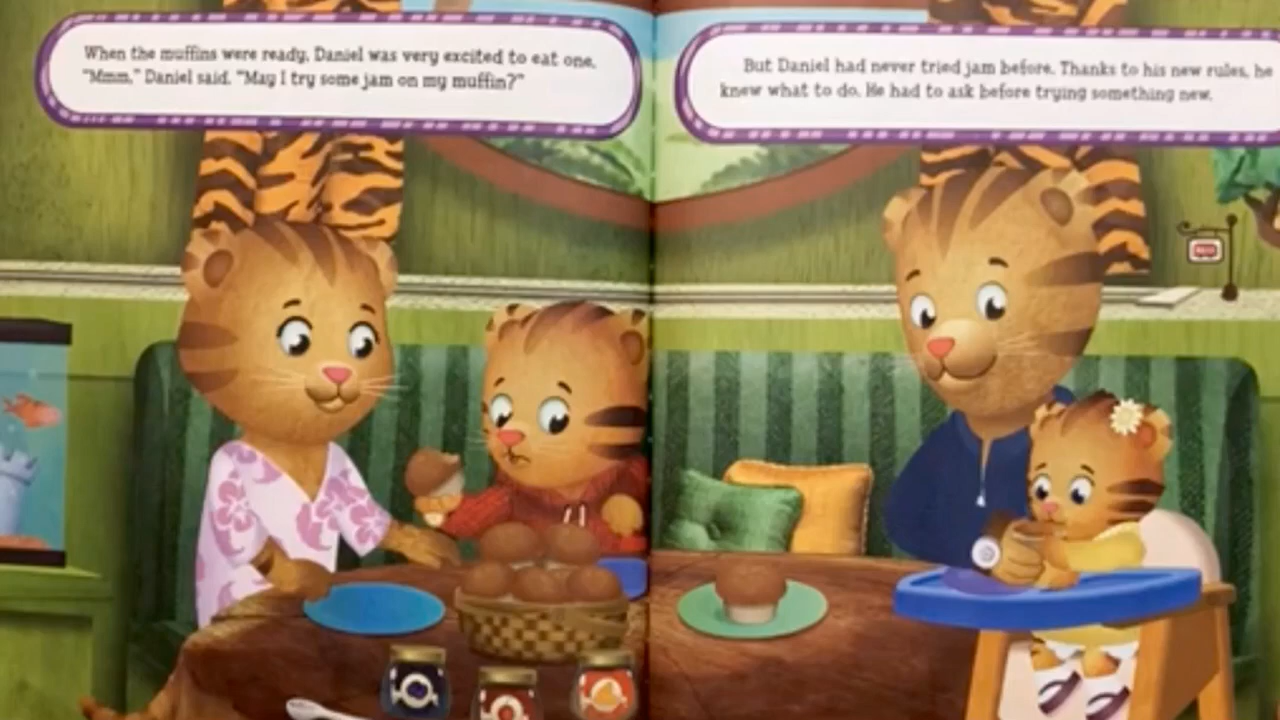 When the muffins were ready, Daniel was very excited to eat one.
"Mmm," Daniel said. "May I try some jam on my muffin?"
But Daniel had never tried jam before. Thanks to his new rules, he
knew what to do. He had to ask before trying something new.